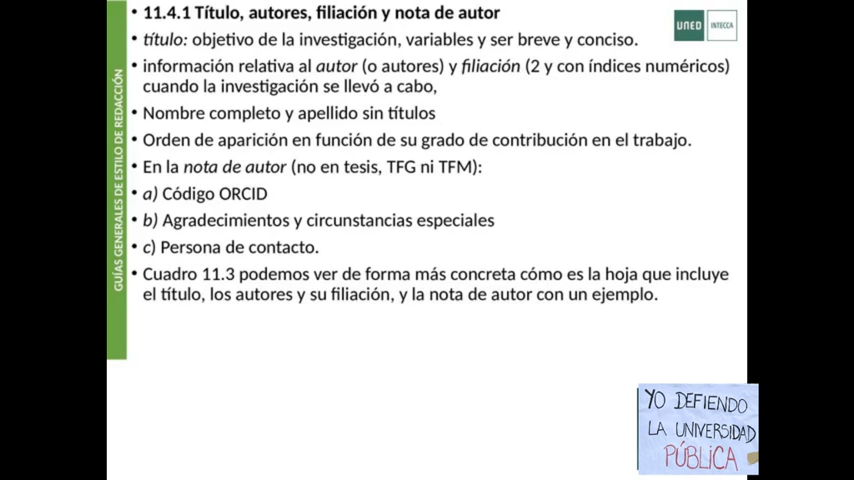 11.4.1 Título, autores, filiación y nota de autor
título: objetivo de la investigación, variables y ser breve y conciso.
información relativa al autor (o autores) y filiación (2 y con índices numéricos)
cuando la investigación se llevó a cabo,
Nombre completo y apellido sin títulos
Orden de aparición en función de su grado de contribución en el trabajo.
En la nota de autor (no en tesis, TFG ni TFM):
a) Código ORCID
b) Agradecimientos y circunstancias especiales
c) Persona de contacto.
Cuadro 11.3 podemos ver de forma más concreta cómo es la hoja que incluye
el título, los autores y su filiación, y la nota de autor con un ejemplo.
GUÍAS GENERALES DE ESTILO DE REDACCIÓN
UNED INTECCA
YO DEFIENDO
LA UNIVERSIDAD
PÚBLICA